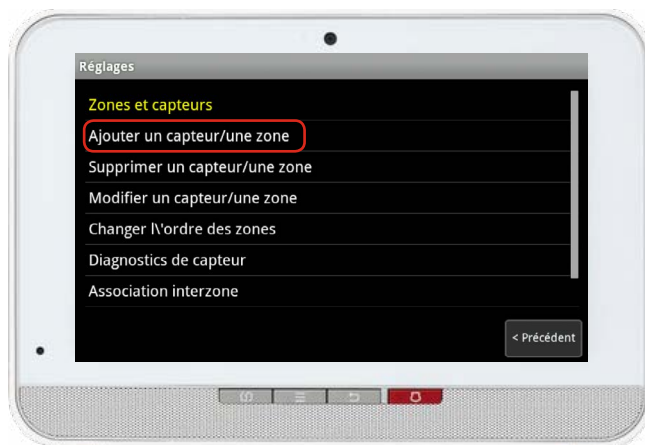 Réglages
Zones et capteurs
Ajouter un capteur/une zone
Supprimer un capteur/une zone
Modifier un capteur/une zone
Changer l\'ordre des zones
Diagnostics de capteur
Association interzone
< Précédent